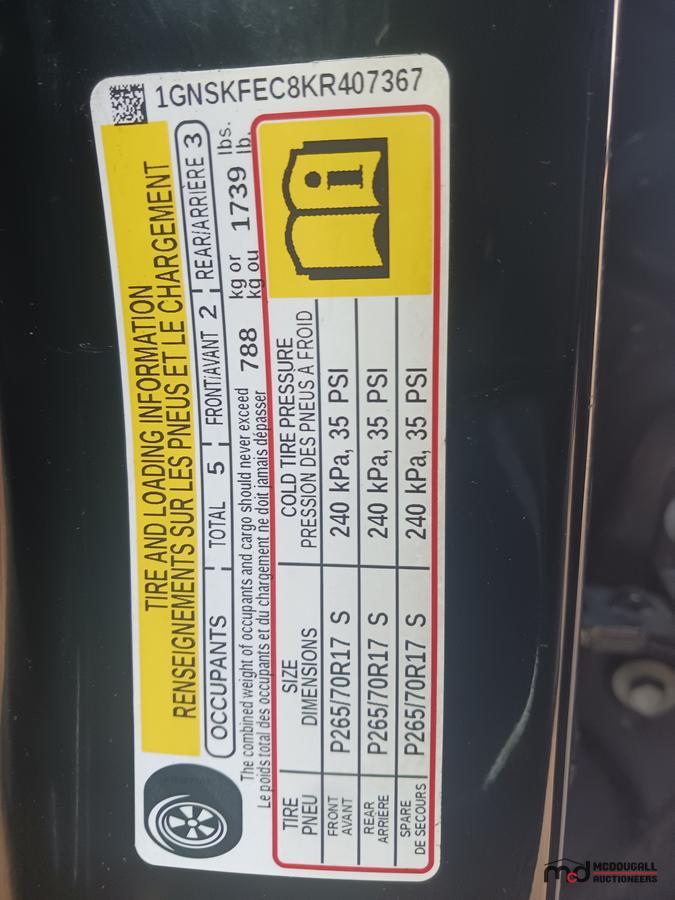 1GNSKFEC8KR407367
TIRE AND LOADING INFORMATION
RENSEIGNEMENTS SUR LES PNEUS ET LE CHARGEMENT
OCCUPANTS TOTAL 5 FRONT/AVANT 2 REAR/ARRIÈRE 3
The combined weight of occupants and cargo should never exceed 788 kg or 1739 lbs.
Le poids total des occupants et du chargement ne doit jamais dépasser kg ou lb.
TIRE SIZE COLD TIRE PRESSURE
PNEU DIMENSIONS PRESSION DES PNEUS À FROID
FRONT
AVANT P265/70R17 S 240 kPa, 35 PSI
REAR
ARRIÈRE P265/70R17 S 240 kPa, 35 PSI
SPARE
DE SECOURS P265/70R17 S 240 kPa, 35 PSI
mcd MCDOUGALL
AUCTIONEERS